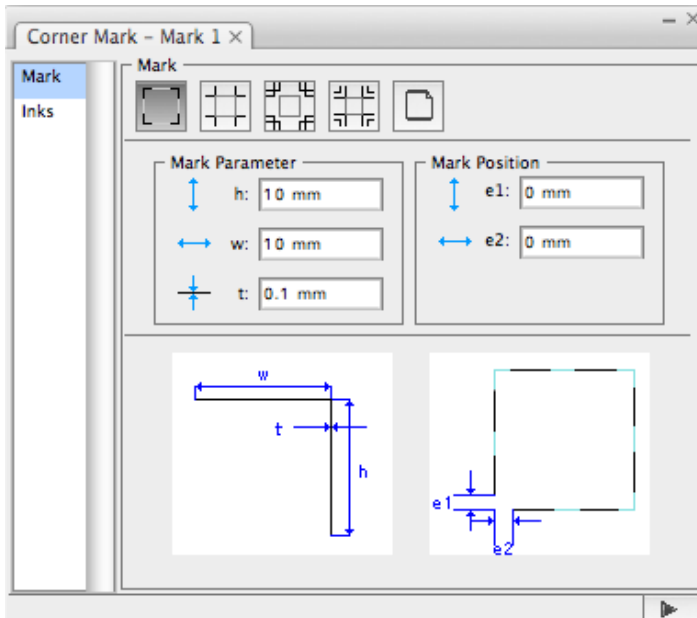 Corner Mark – Mark 1 ×
Mark
Inks
Mark
Mark Parameter
h: 10 mm
w: 10 mm
t: 0.1 mm
Mark Position
e1: 0 mm
e2: 0 mm
w
t
h
e1
e2